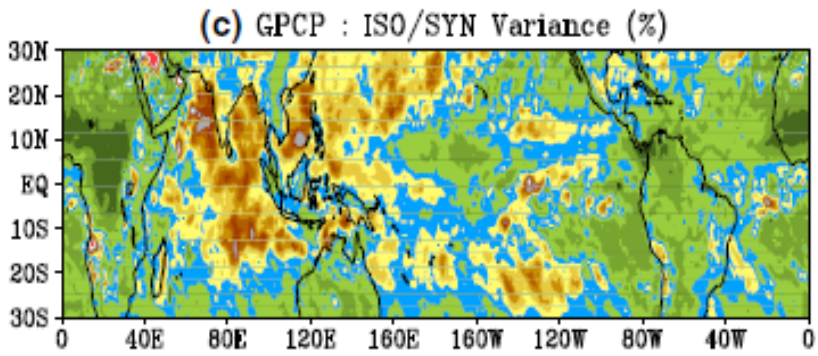 (c) GPCP : ISO/SYN Variance (%)
30N
20N
10N
EQ
10S
20S
30S
0 40E 80E 120E 160E 160W 120W 80W 40W 0